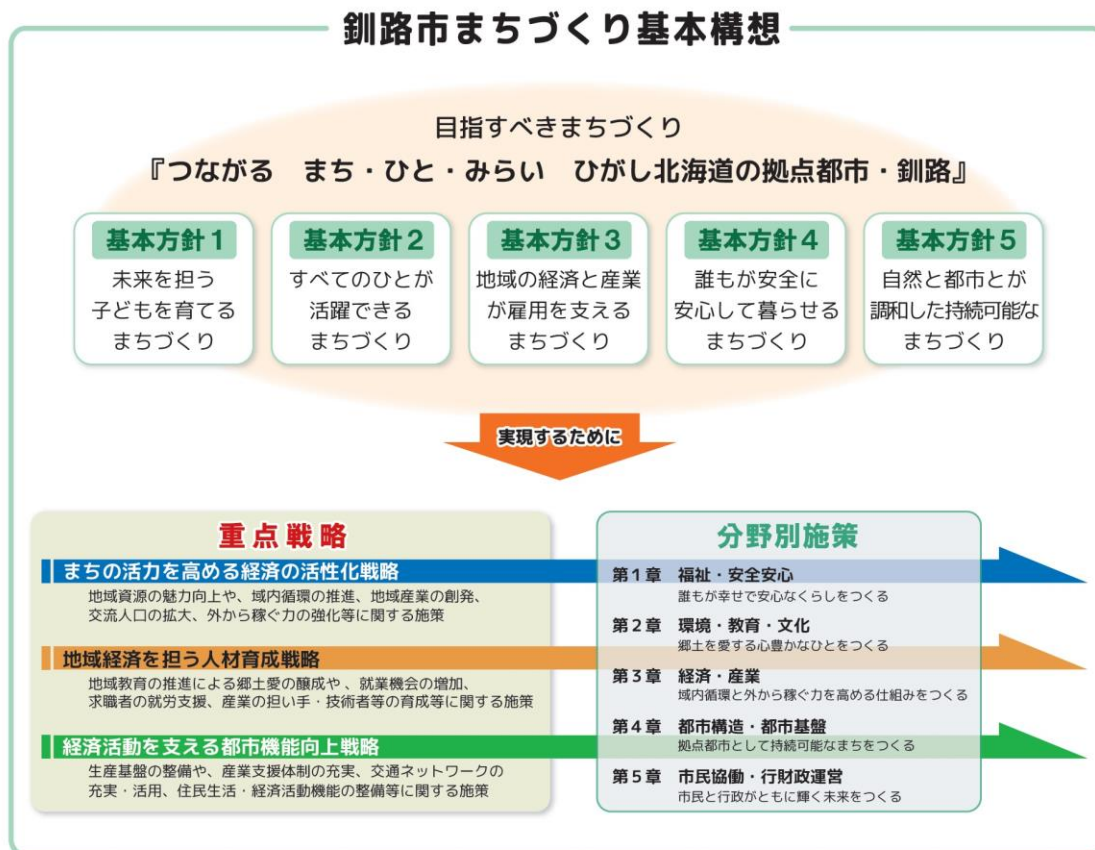 釧路市まちづくり基本構想
目指すべきまちづくり
『つながる　まち・ひと・みらい　ひがし北海道の拠点都市・釧路』
基本方針1
未来を担う
子どもを育てる
まちづくり
基本方針2
すべてのひとが
活躍できる
まちづくり
基本方針3
地域の経済と産業
が雇用を支える
まちづくり
基本方針4
誰もが安全に
安心して暮らせる
まちづくり
基本方針5
自然と都市とが
調和した持続可能な
まちづくり
実現するために
重点戦略
まちの活力を高める経済の活性化戦略
地域資源の魅力向上や、域内循環の推進、地域産業の創発、
交流人口の拡大、外から稼ぐ力の強化等に関する施策
地域経済を担う人材育成戦略
地域教育の推進による郷土愛の醸成や、就業機会の増加、
求職者の就労支援、産業の担い手・技術者等の育成等に関する施策
経済活動を支える都市機能向上戦略
生産基盤の整備や、産業支援体制の充実、交通ネットワークの
充実・活用、住民生活・経済活動機能の整備等に関する施策
分野別施策
第1章　福祉・安全安心
誰もが幸せで安心なくらしをつくる
第2章　環境・教育・文化
郷土を愛する心豊かなひとをつくる
第3章　経済・産業
域内循環と外から稼ぐ力を高める仕組みをつくる
第4章　都市構造・都市基盤
拠点都市として持続可能なまちをつくる
第5章　市民協働・行財政運営
市民と行政がともに輝く未来をつくる